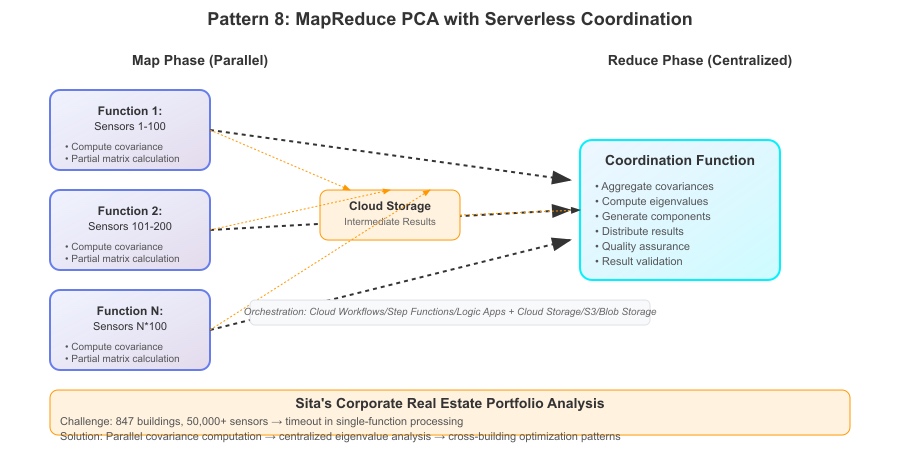 Pattern 8: MapReduce PCA with Serverless Coordination
Map Phase (Parallel)
Reduce Phase (Centralized)
Function 1:
Sensors 1-100
• Compute covariance
• Partial matrix calculation
Function 2:
Sensors 101-200
• Compute covariance
• Partial matrix calculation
Function N:
Sensors N*100
• Compute covariance
• Partial matrix calculation
Cloud Storage
Intermediate Results
Coordination Function
• Aggregate covariances
• Compute eigenvalues
• Generate components
• Distribute results
• Quality assurance
• Result validation
Orchestration: Cloud Workflows/Step Functions/Logic Apps + Cloud Storage/S3/Blob Storage
Sita's Corporate Real Estate Portfolio Analysis
Challenge: 847 buildings, 50,000+ sensors → timeout in single-function processing
Solution: Parallel covariance computation → centralized eigenvalue analysis → cross-building optimization patterns